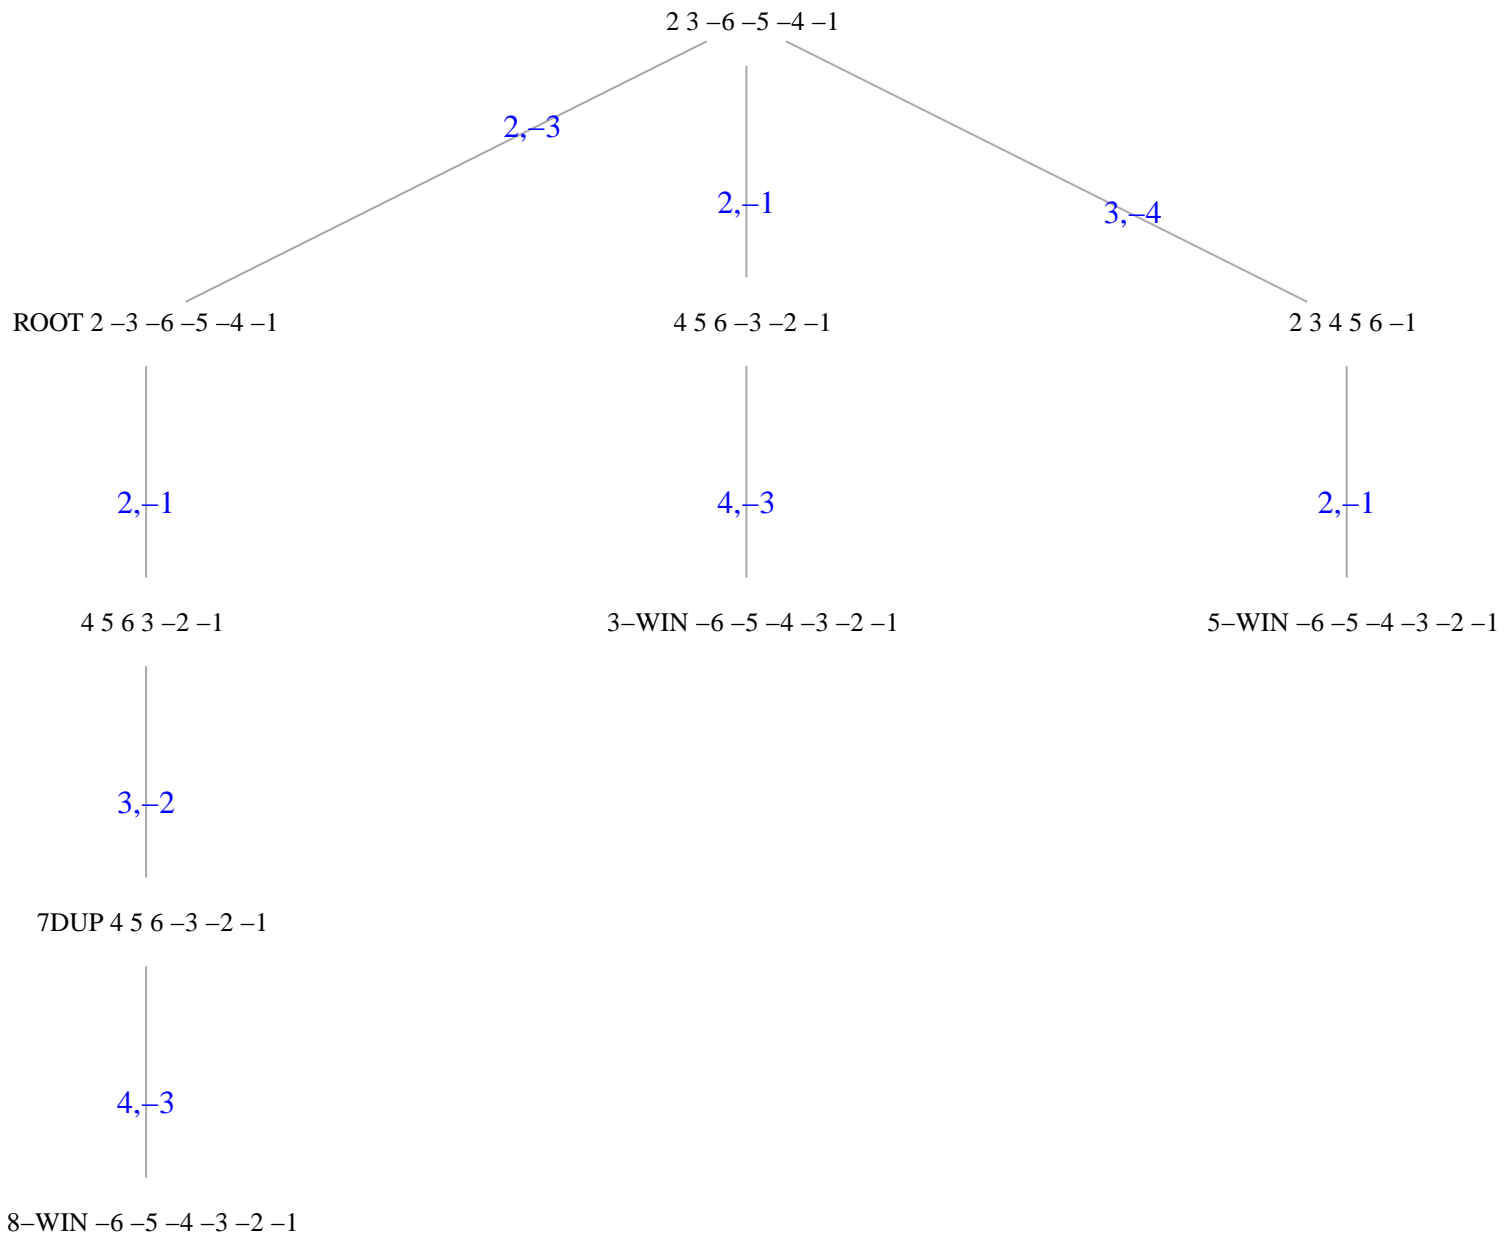 2 3 –6 –5 –4 –1
2,–3
2,–1
3,–4
ROOT 2 –3 –6 –5 –4 –1
4 5 6 –3 –2 –1
2 3 4 5 6 –1
2,–1
4,–3
2,–1
4 5 6 3 –2 –1
3–WIN –6 –5 –4 –3 –2 –1
5–WIN –6 –5 –4 –3 –2 –1
3,–2
7DUP 4 5 6 –3 –2 –1
4,–3
8–WIN –6 –5 –4 –3 –2 –1